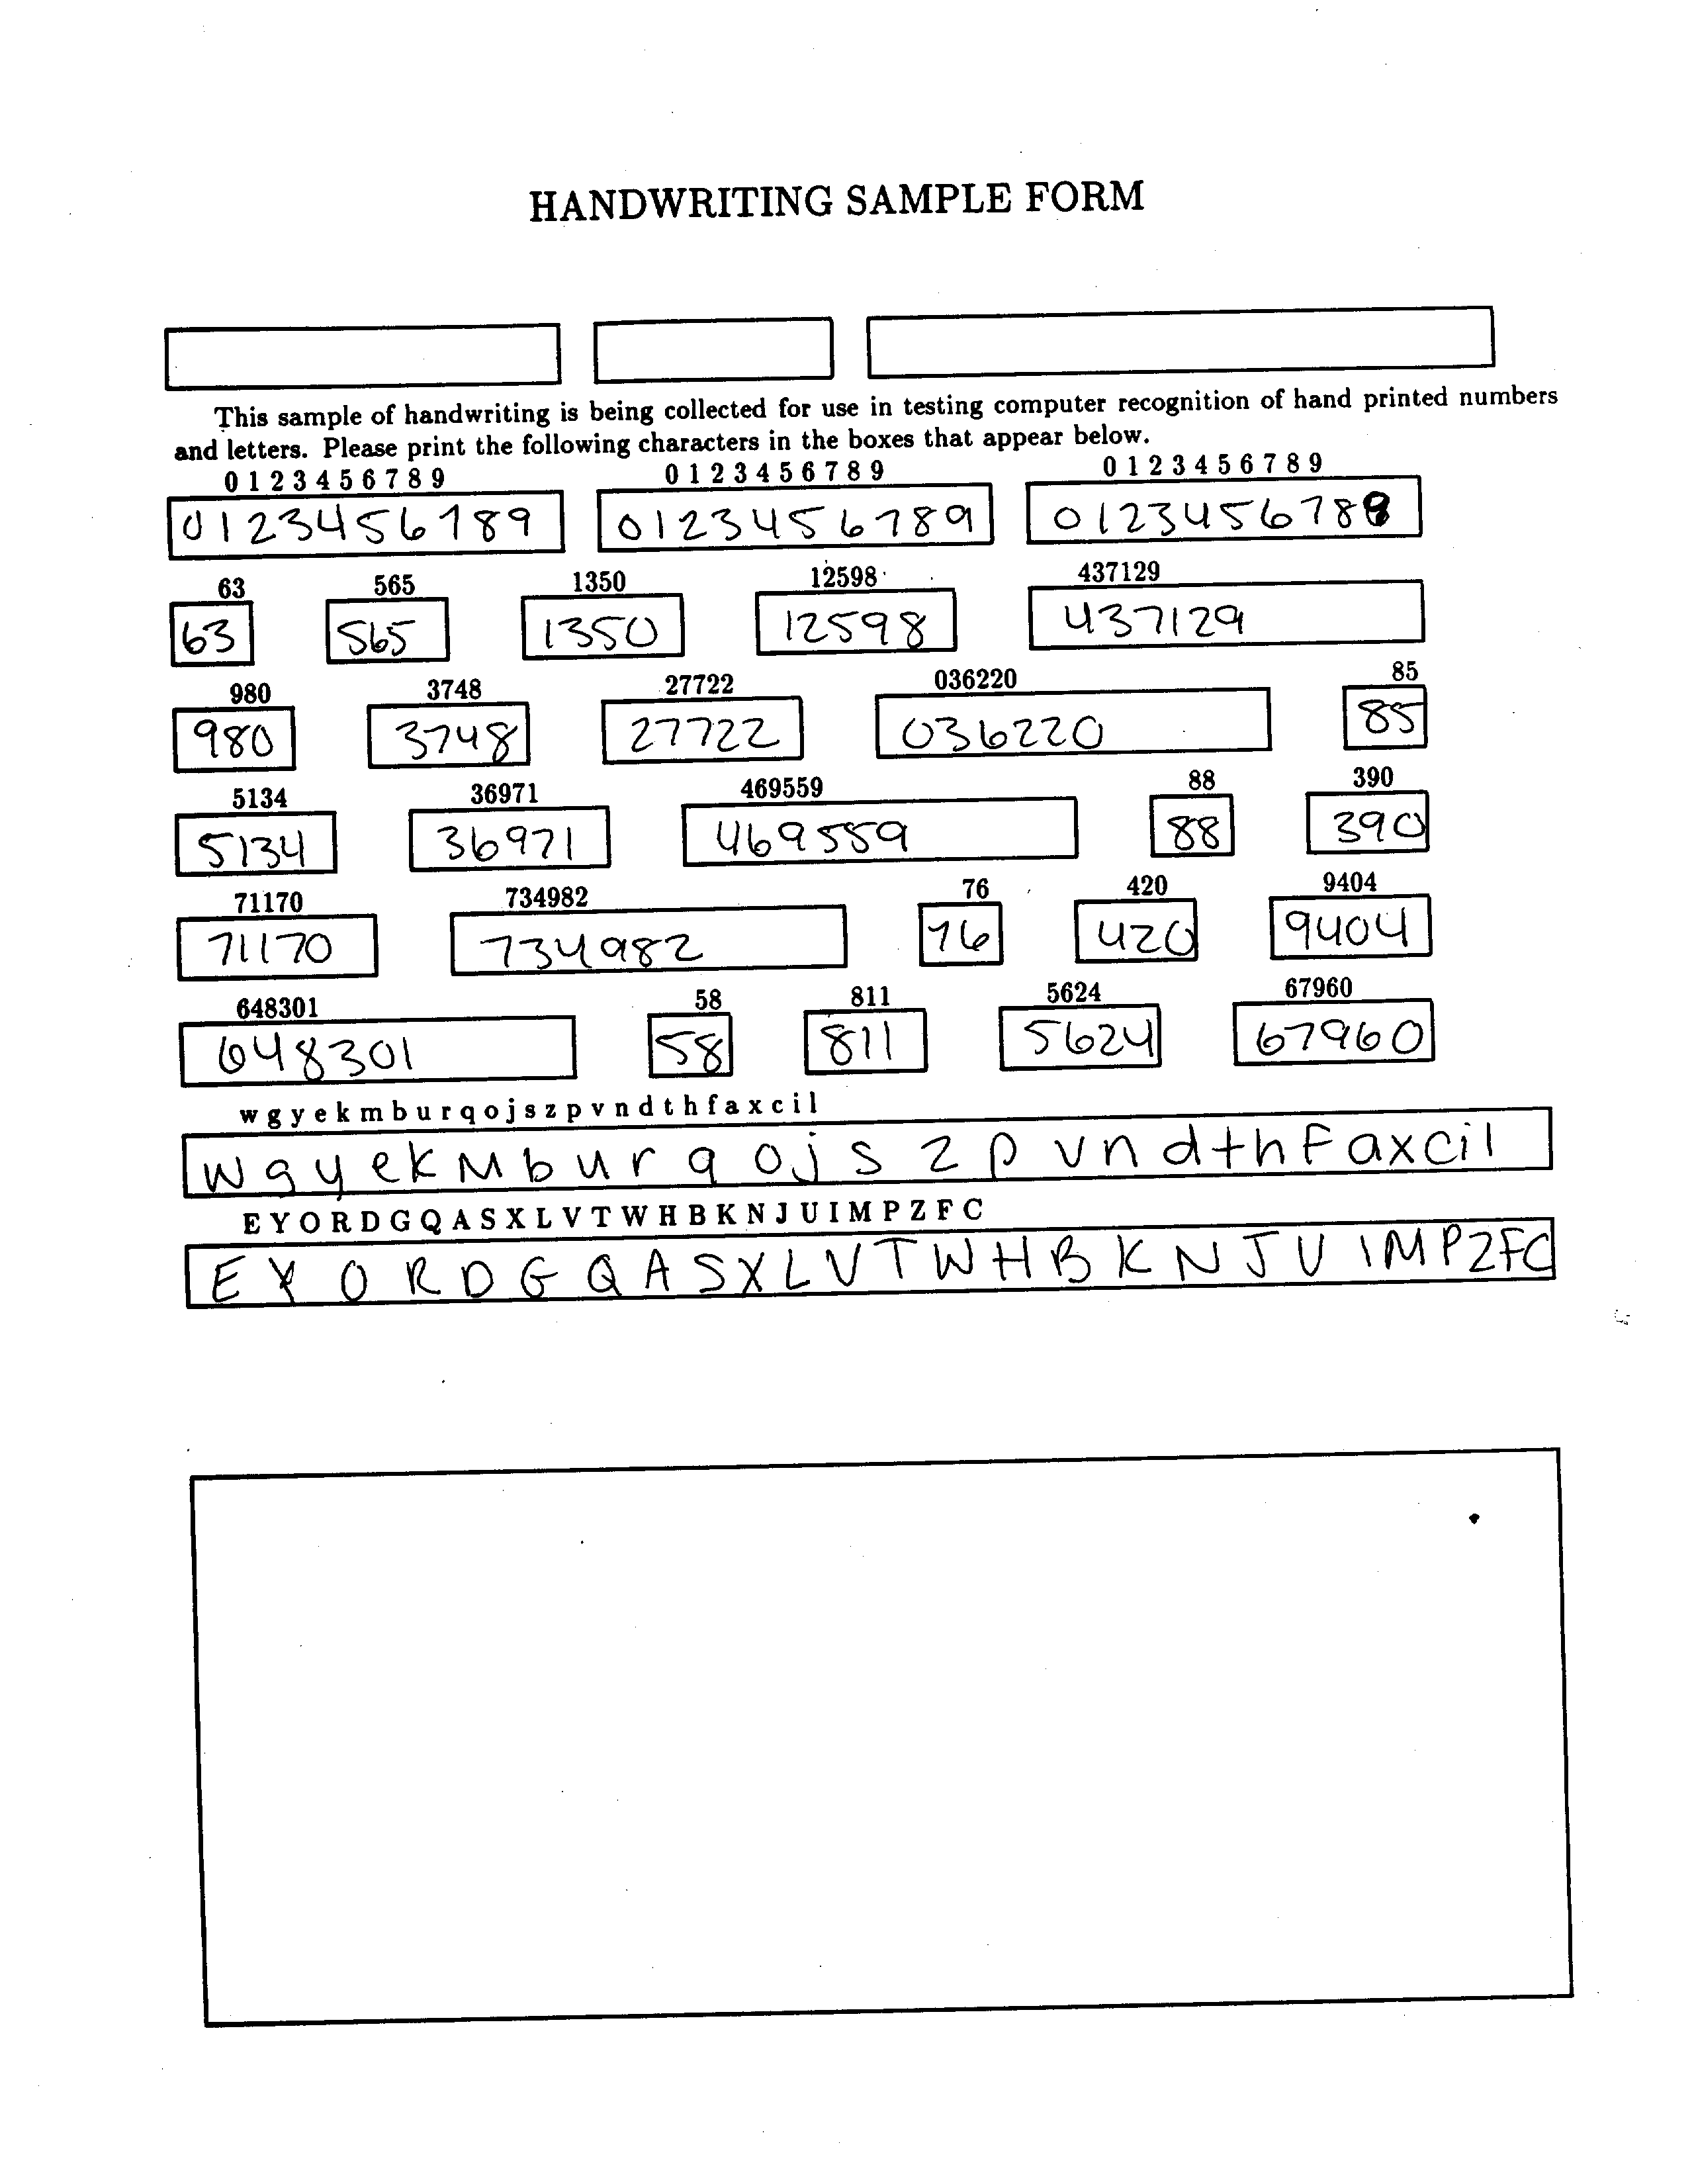 HANDWRITING SAMPLE FORM
This sample of handwriting is being collected for use in testing computer recognition of hand printed numbers
and letters. Please print the following characters in the boxes that appear below.
0 1 2 3 4 5 6 7 8 9 0 1 2 3 4 5 6 7 8 9 0 1 2 3 4 5 6 7 8 9
0123456789 0123456789 0123456789
63 565 1350 12598 437129
63 565 1350 12598 437129
980 3748 27722 036220 85
980 3748 27722 036220 85
5134 36971 469559 88 390
5134 36971 469559 88 390
71170 734982 76 420 9404
71170 734982 76 420 9404
648301 58 811 5624 67960
648301 58 811 5624 67960
w g y e k m b u r q o j s z p v n d t h f a x c i l
w g y e k M b u r q o j s z p v n d t h F a x c i l
E Y O R D G Q A S X L V T W H B K N J U I M P Z F C
E Y O R D G Q A S X L V T W H B K N J U I M P Z F C